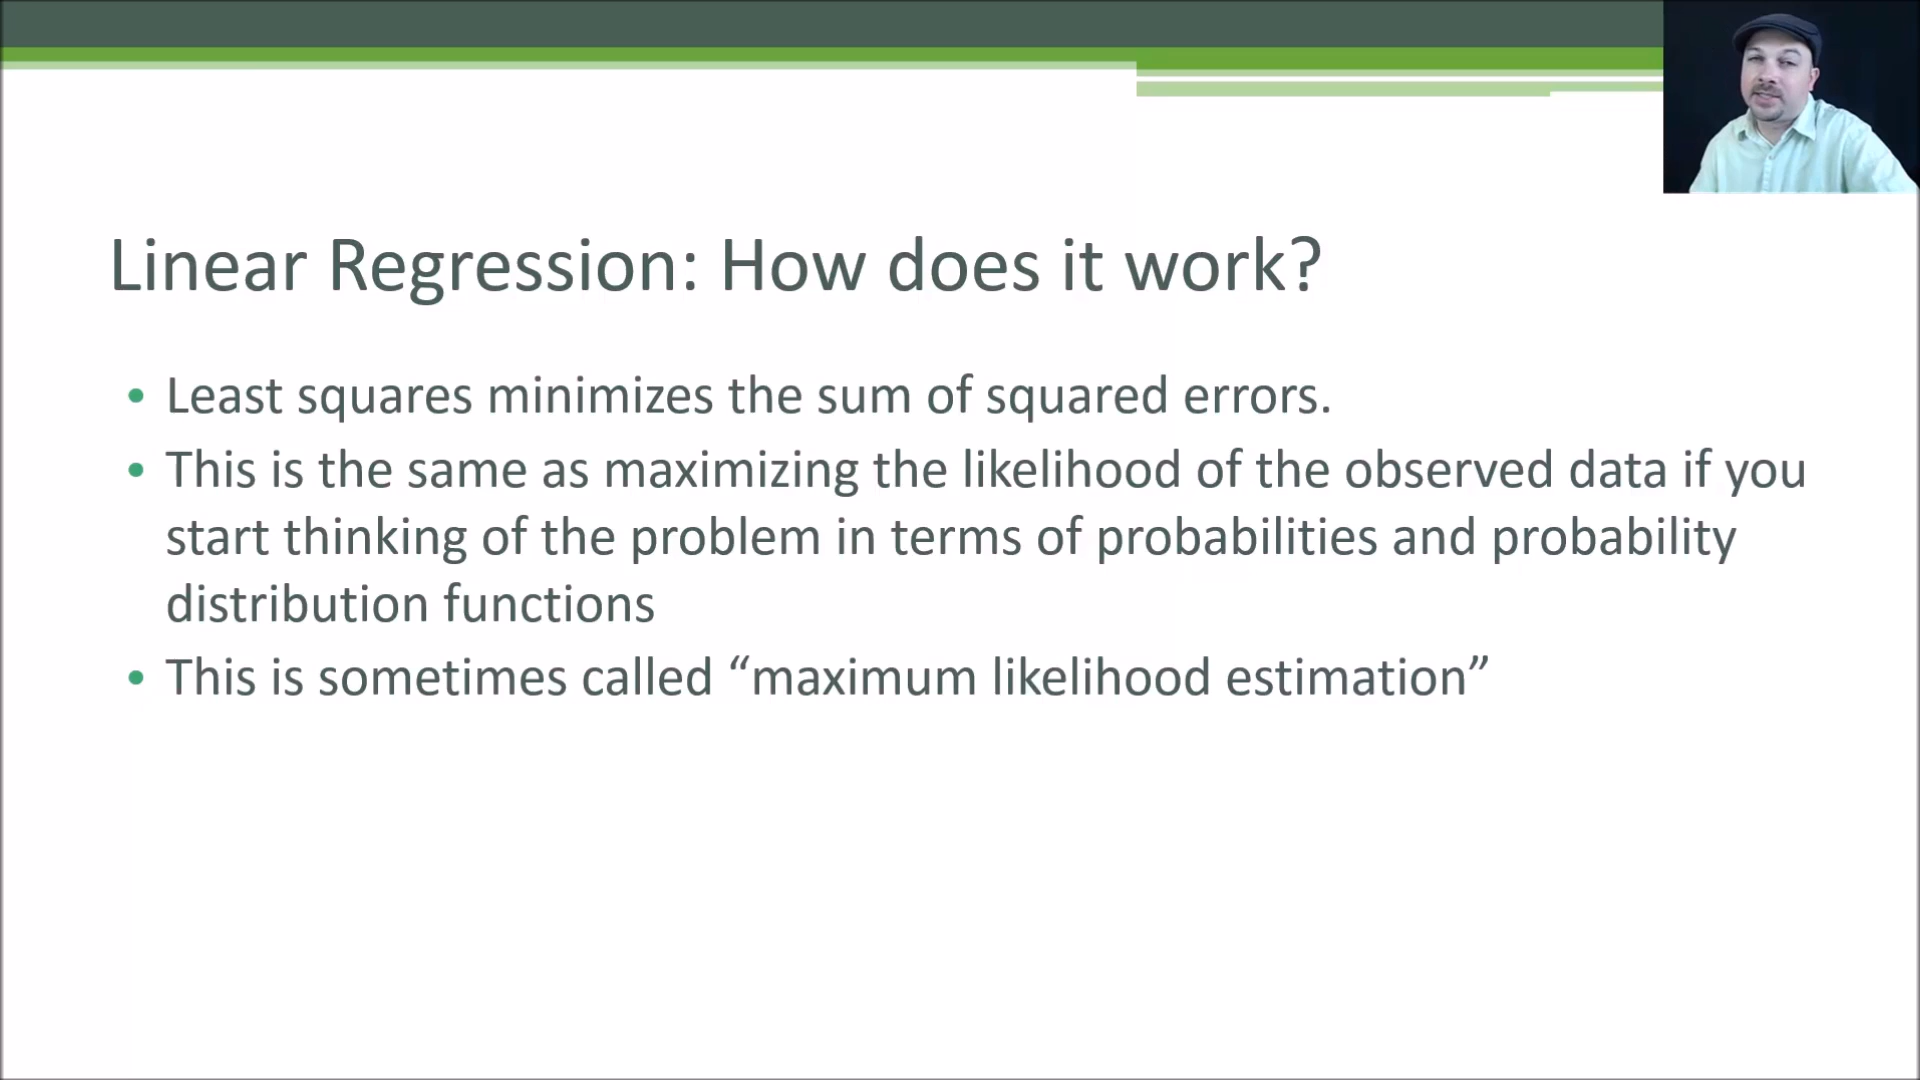 Linear Regression: How does it work?
• Least squares minimizes the sum of squared errors.
• This is the same as maximizing the likelihood of the observed data if you
start thinking of the problem in terms of probabilities and probability
distribution functions
• This is sometimes called “maximum likelihood estimation”